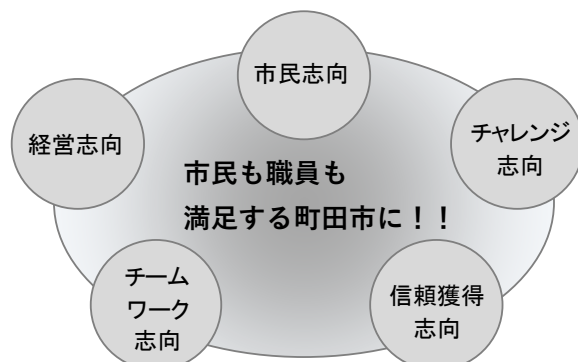 市民志向
経営志向
チャレンジ
志向
市民も職員も
満足する町田市に！！
チーム
ワーク
志向
信頼獲得
志向